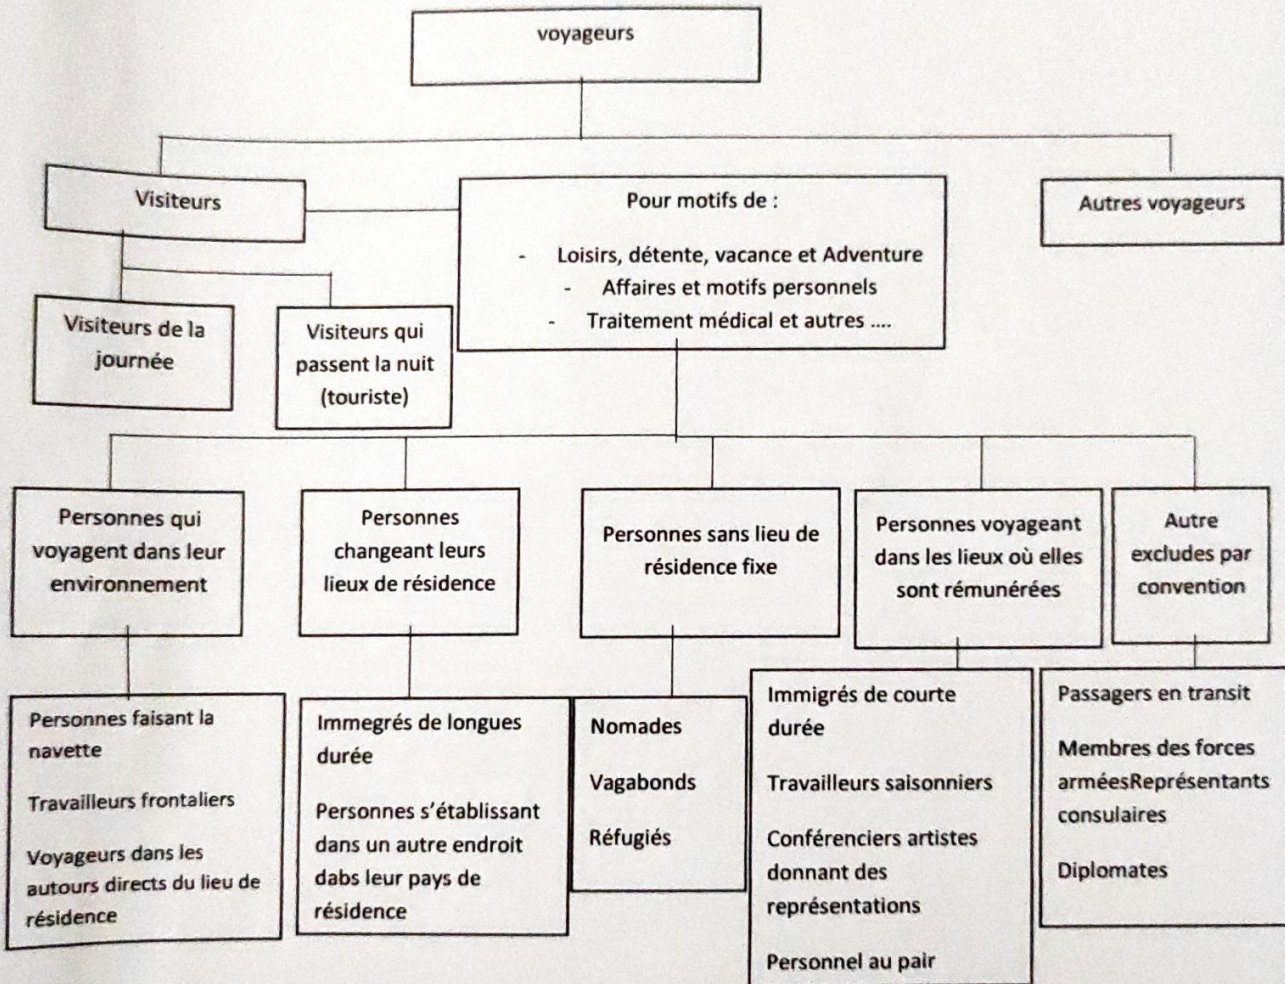 voyageurs
Visiteurs
Pour motifs de :
- Loisirs, détente, vacance et Adventure
- Affaires et motifs personnels
- Traitement médical et autres ....
Autres voyageurs
Visiteurs de la
journée
Visiteurs qui
passent la nuit
(touriste)
Personnes qui
voyagent dans leur
environnement
Personnes
changeant leurs
lieux de résidence
Personnes sans lieu de
résidence fixe
Personnes voyageant
dans les lieux où elles
sont rémunérées
Autre
excludes par
convention
Personnes faisant la
navette
Travailleurs frontaliers
Voyageurs dans les
autours directs du lieu de
résidence
Immegrés de longues
durée
Personnes s'établissant
dans un autre endroit
dabs leur pays de
résidence
Nomades
Vagabonds
Réfugiés
Immigrés de courte
durée
Travailleurs saisonniers
Conférenciers artistes
donnant des
représentations
Personnel au pair
Passagers en transit
Membres des forces
arméesReprésentants
consulaires
Diplomates